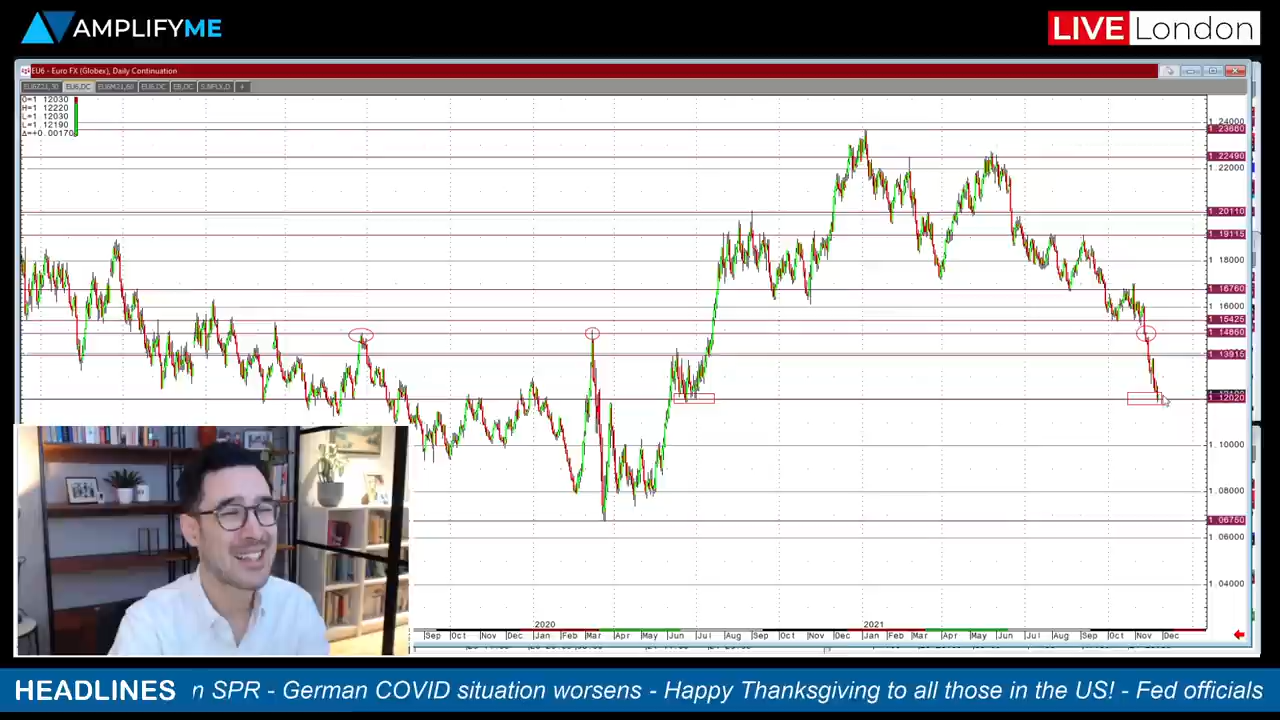 AMPLIFYME
LIVE London
EU6 - Euro FX (Globex), Daily Continuation
EU6,DC
O=1 12030
H=1 12220
L=1 12030
L=1 12190
Δ=+0.00170
1.24000
1.23680
1.22490
1.22000
1.20110
1.19115
1.18000
1.16760
1.16000
1.15425
1.14860
1.13915
1.12020
1.10000
1.08000
1.06750
1.06000
1.04000
2020
2021
Sep Oct Nov Dec Jan Feb Mar Apr May Jun Jul Aug Sep Oct Nov Dec Jan Feb Mar Apr May Jun Jul Aug Sep Oct Nov Dec
HEADLINES n SPR - German COVID situation worsens - Happy Thanksgiving to all those in the US! - Fed officials